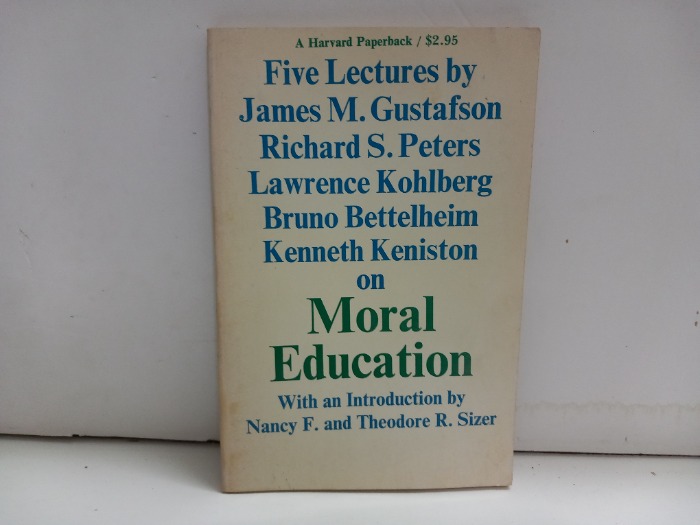 A Harvard Paperback / $2.95
Five Lectures by
James M. Gustafson
Richard S. Peters
Lawrence Kohlberg
Bruno Bettelheim
Kenneth Keniston
on
Moral
Education
With an Introduction by
Nancy F. and Theodore R. Sizer